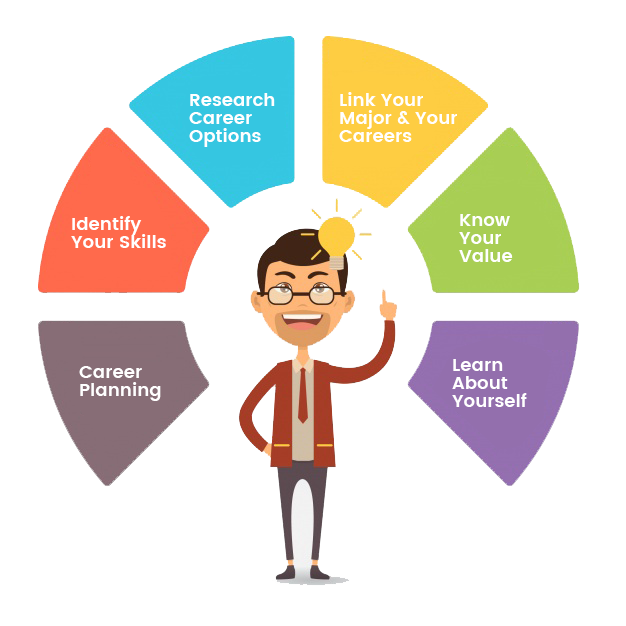 Research
Career
Options
Link Your
Major & Your
Careers
Identify
Your Skills
Know
Your
Value
Career
Planning
Learn
About
Yourself